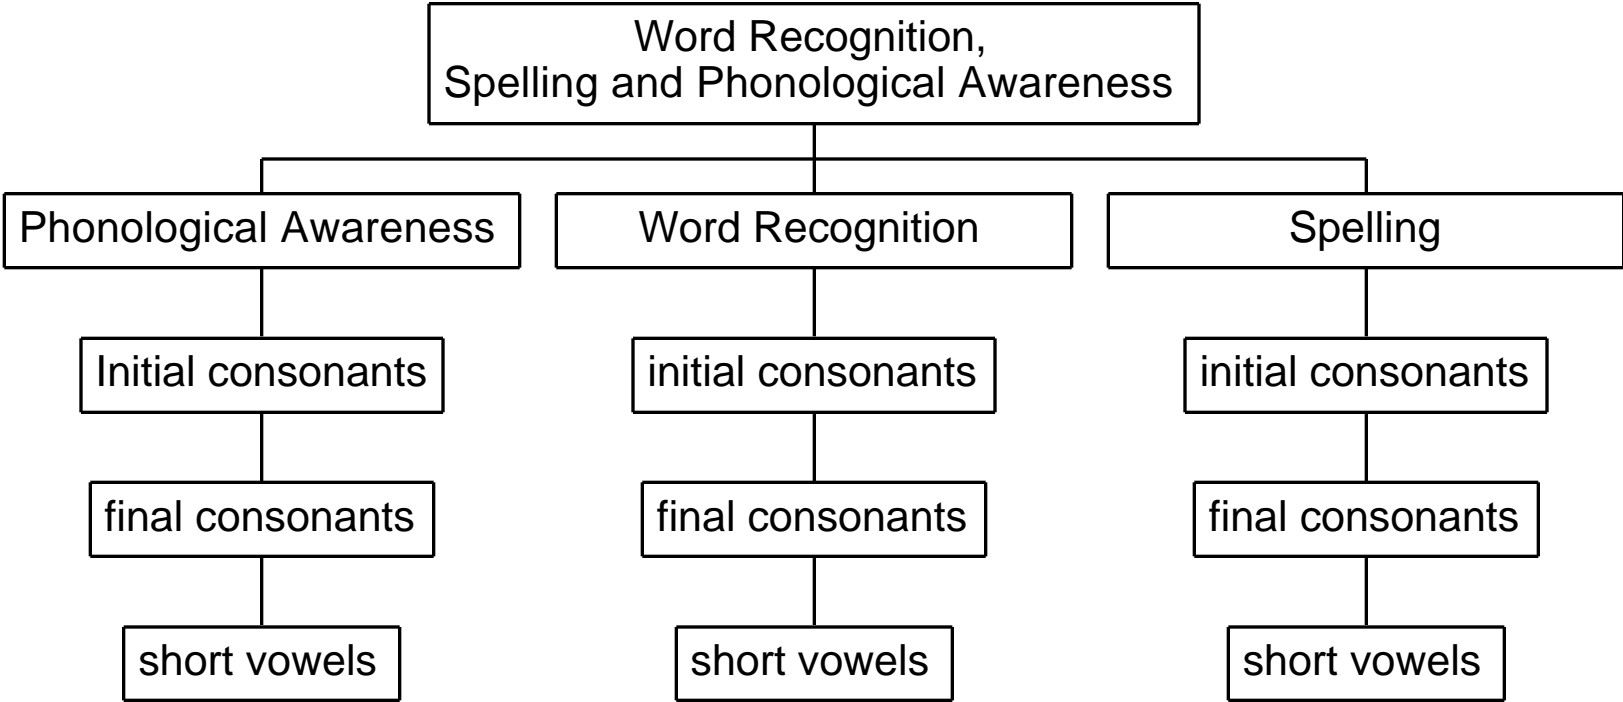 Word Recognition,
Spelling and Phonological Awareness
Phonological Awareness
Word Recognition
Spelling
Initial consonants
initial consonants
initial consonants
final consonants
final consonants
final consonants
short vowels
short vowels
short vowels